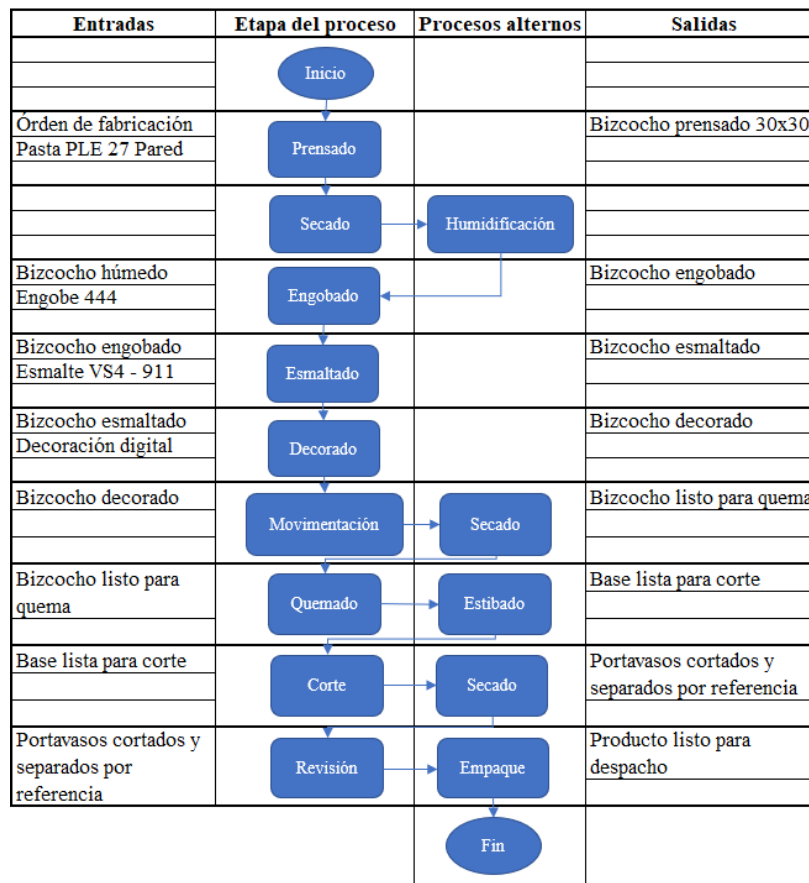 Entradas Etapa del proceso Procesos alternos Salidas
Inicio
Órden de fabricación
Pasta PLE 27 Pared
Prensado
Bizcocho prensado 30x30
Secado
Humidificación
Bizcocho húmedo
Engobe 444
Engobado
Bizcocho engobado
Bizcocho engobado
Esmalte VS4 - 911
Esmaltado
Bizcocho esmaltado
Bizcocho esmaltado
Decoración digital
Decorado
Bizcocho decorado
Bizcocho decorado
Movimentación
Secado
Bizcocho listo para quema
Bizcocho listo para
quema
Quemado
Estibado
Base lista para corte
Base lista para corte
Corte
Secado
Portavasos cortados y
separados por referencia
Portavasos cortados y
separados por
referencia
Revisión
Empaque
Producto listo para
despacho
Fin